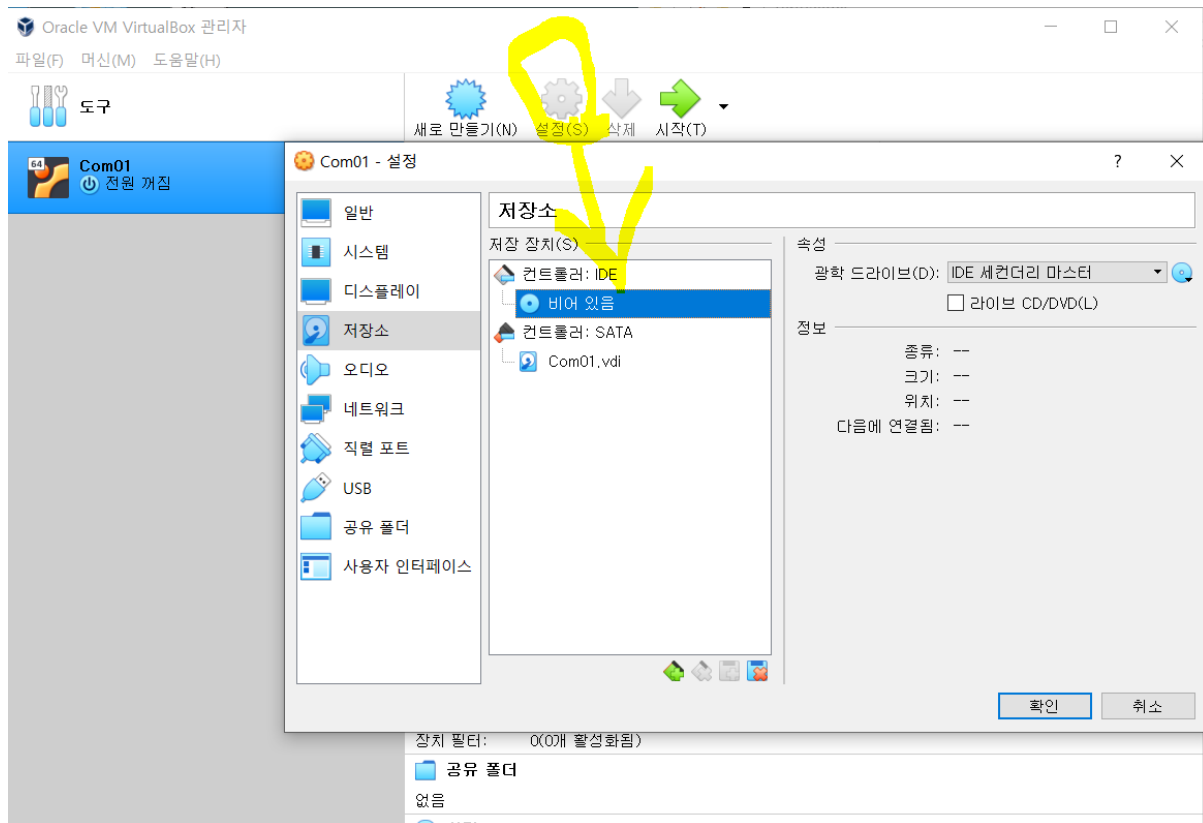 Oracle VM VirtualBox 관리자
파일(F) 머신(M) 도움말(H)
도구
새로 만들기(N) 설정(S) 삭제 시작(T)
64
Com01
전원 꺼짐
Com01 - 설정
일반
시스템
디스플레이
저장소
오디오
네트워크
직렬 포트
USB
공유 폴더
사용자 인터페이스
저장소
저장 장치(S)
컨트롤러: IDE
비어 있음
컨트롤러: SATA
Com01.vdi
속성
광학 드라이브(D): IDE 세컨더리 마스터
라이브 CD/DVD(L)
정보
종류: --
크기: --
위치: --
다음에 연결됨: --
확인 취소
장치 필터: 0(0개 활성화됨)
공유 폴더
없음